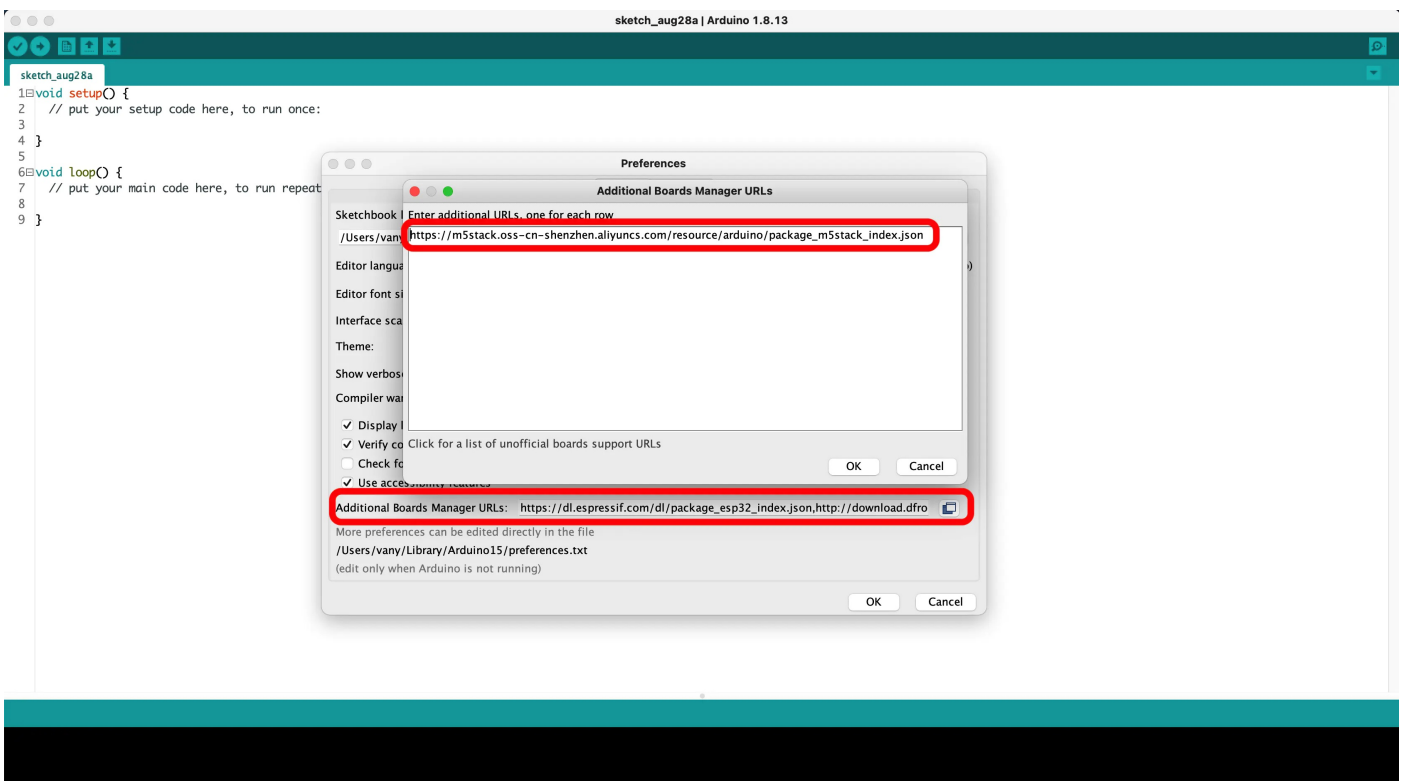 sketch_aug28a | Arduino 1.8.13
sketch_aug28a
1 void setup() {
2 // put your setup code here, to run once:
3
4 }
5
6 void loop() {
7 // put your main code here, to run repeat
8
9 }
Preferences
Additional Boards Manager URLs
Sketchbook
Enter additional URLs, one for each row
/Users/vany
https://m5stack.oss-cn-shenzhen.aliyuncs.com/resource/arduino/package_m5stack_index.json
Editor langua
Editor font si
Interface sca
Theme:
Show verbos
Compiler war
Display
Verify co
Click for a list of unofficial boards support URLs
Check fo
OK Cancel
Use accessibility features
Additional Boards Manager URLs: https://dl.espressif.com/dl/package_esp32_index.json,http://download.dfro
More preferences can be edited directly in the file
/Users/vany/Library/Arduino15/preferences.txt
(edit only when Arduino is not running)
OK Cancel